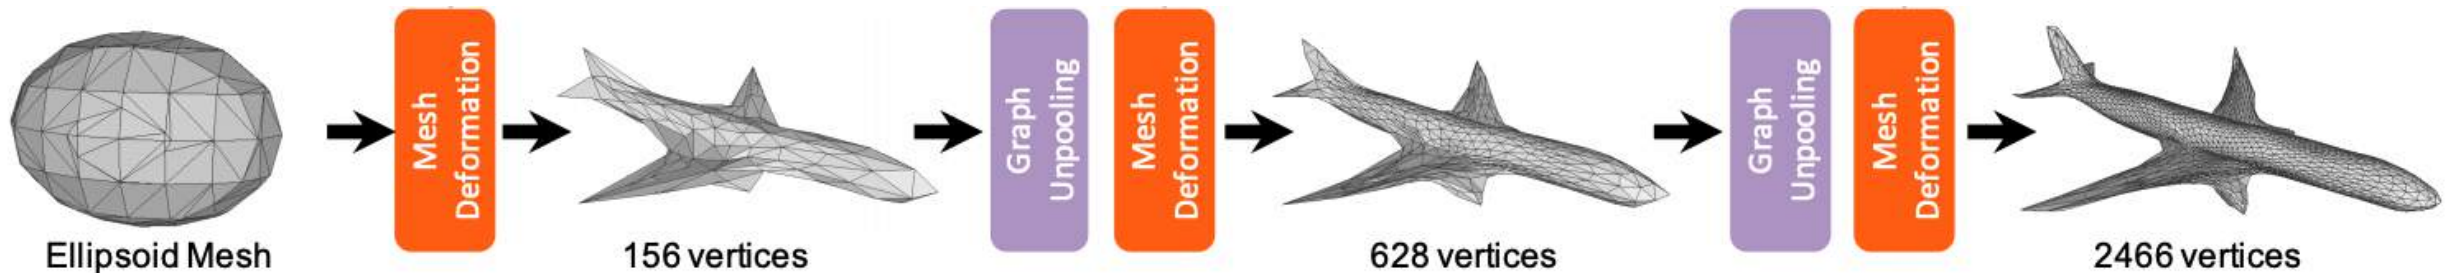 Mesh
Deformation
Graph
Unpooling
Mesh
Deformation
Graph
Unpooling
Mesh
Deformation
Ellipsoid Mesh
156 vertices
628 vertices
2466 vertices